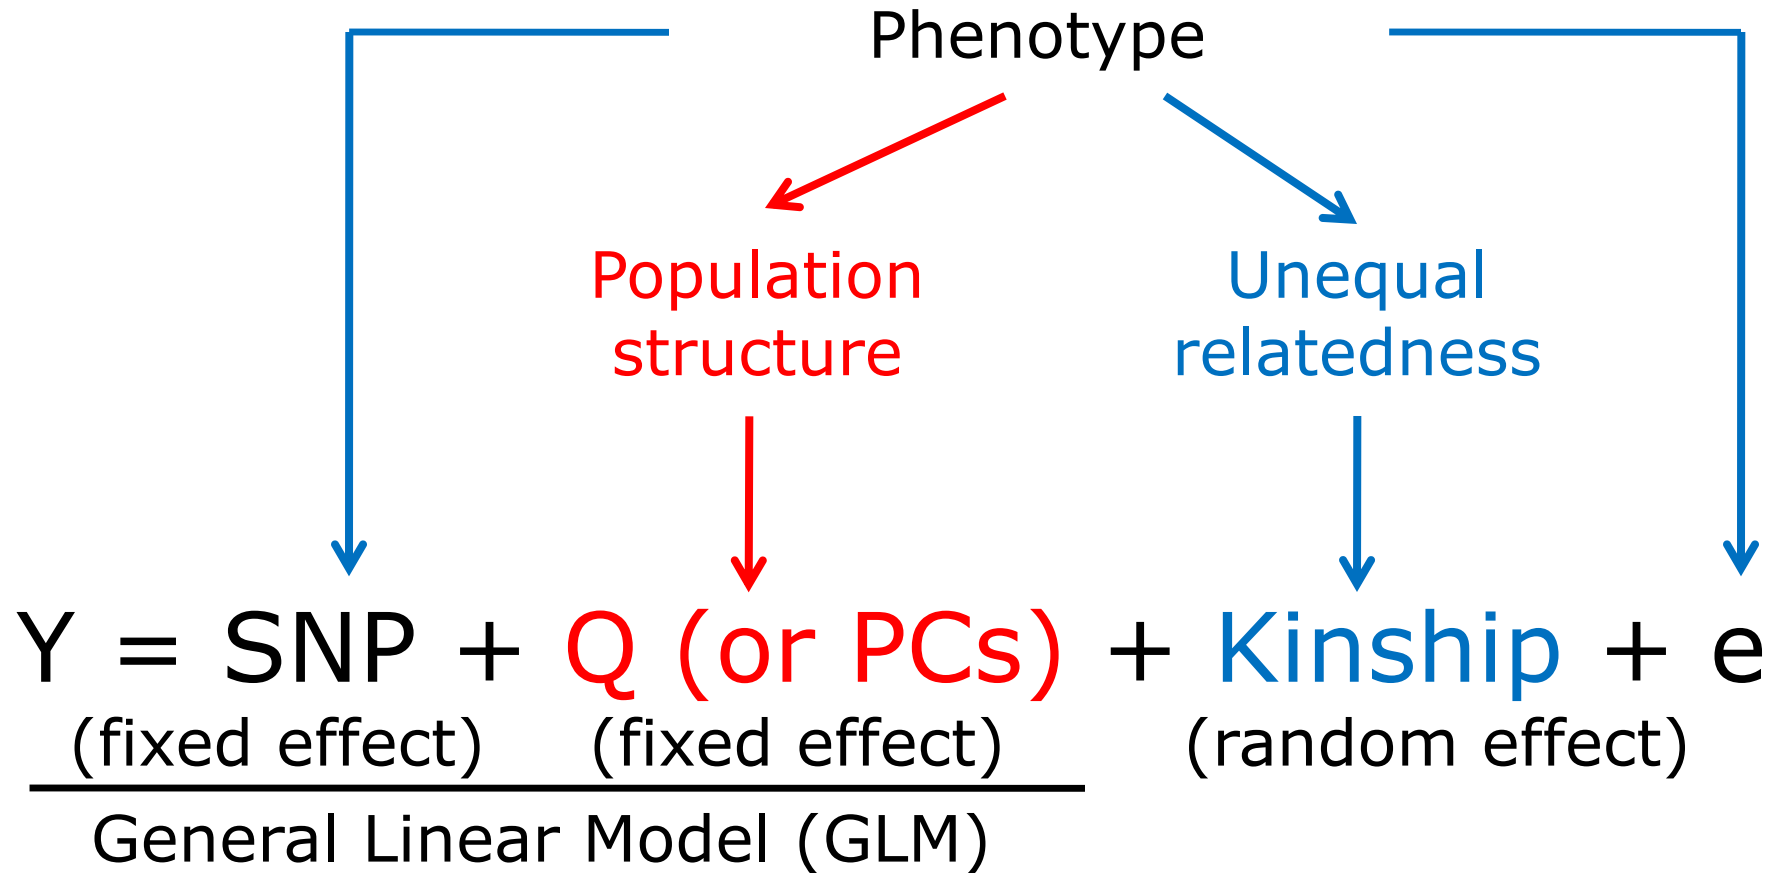 Phenotype
Population
structure
Unequal
relatedness
Y = SNP + Q (or PCs) + Kinship + e
(fixed effect) (fixed effect) (random effect)
General Linear Model (GLM)